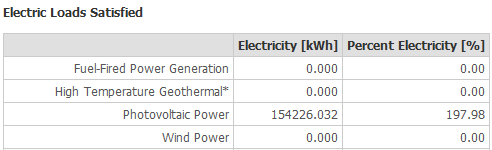 Electric Loads Satisfied
Electricity [kWh] Percent Electricity [%]
Fuel-Fired Power Generation 0.000 0.00
High Temperature Geothermal* 0.000 0.00
Photovoltaic Power 154226.032 197.98
Wind Power 0.000 0.00